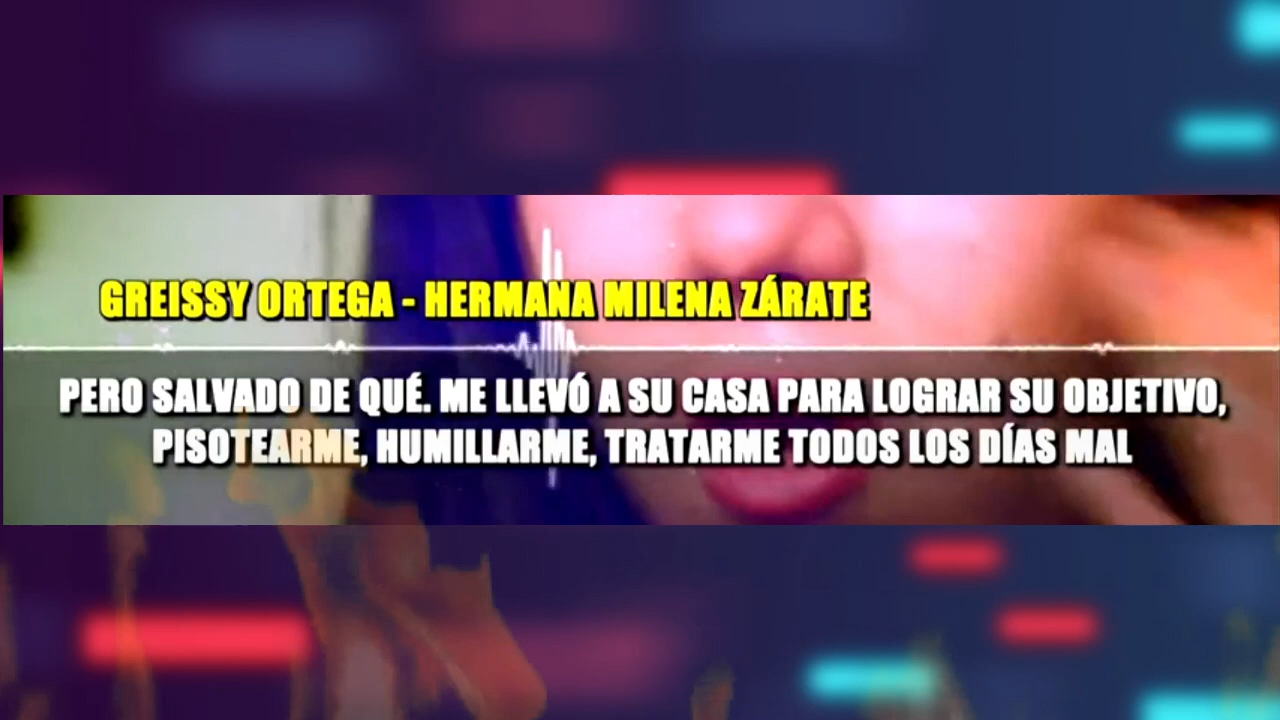 GREISSY ORTEGA - HERMANA MILENA ZÁRATE
PERO SALVADO DE QUÉ. ME LLEVÓ A SU CASA PARA LOGRAR SU OBJETIVO,
PISOTEARME, HUMILLARME, TRATARME TODOS LOS DÍAS MAL